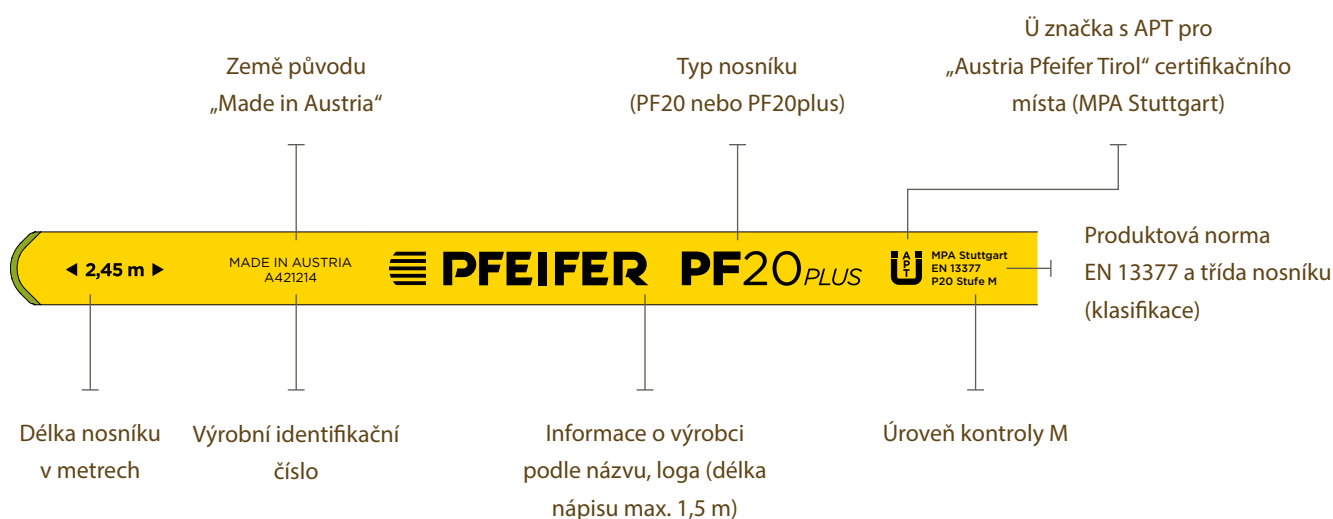 Ü značka s APT pro
„Austria Pfeifer Tirol“ certifikačního
místa (MPA Stuttgart)
Země původu
„Made in Austria“
Typ nosníku
(PF20 nebo PF20plus)
◄ 2,45 m ►
MADE IN AUSTRIA
A421214
PFEIFER
PF20 PLUS
APT
MPA Stuttgart
EN 13377
P20 Stufe M
Produktová norma
EN 13377 a třída nosníku
(klasifikace)
Délka nosníku
v metrech
Výrobní identifikační
číslo
Informace o výrobci
podle názvu, loga (délka
nápisu max. 1,5 m)
Úroveň kontroly M